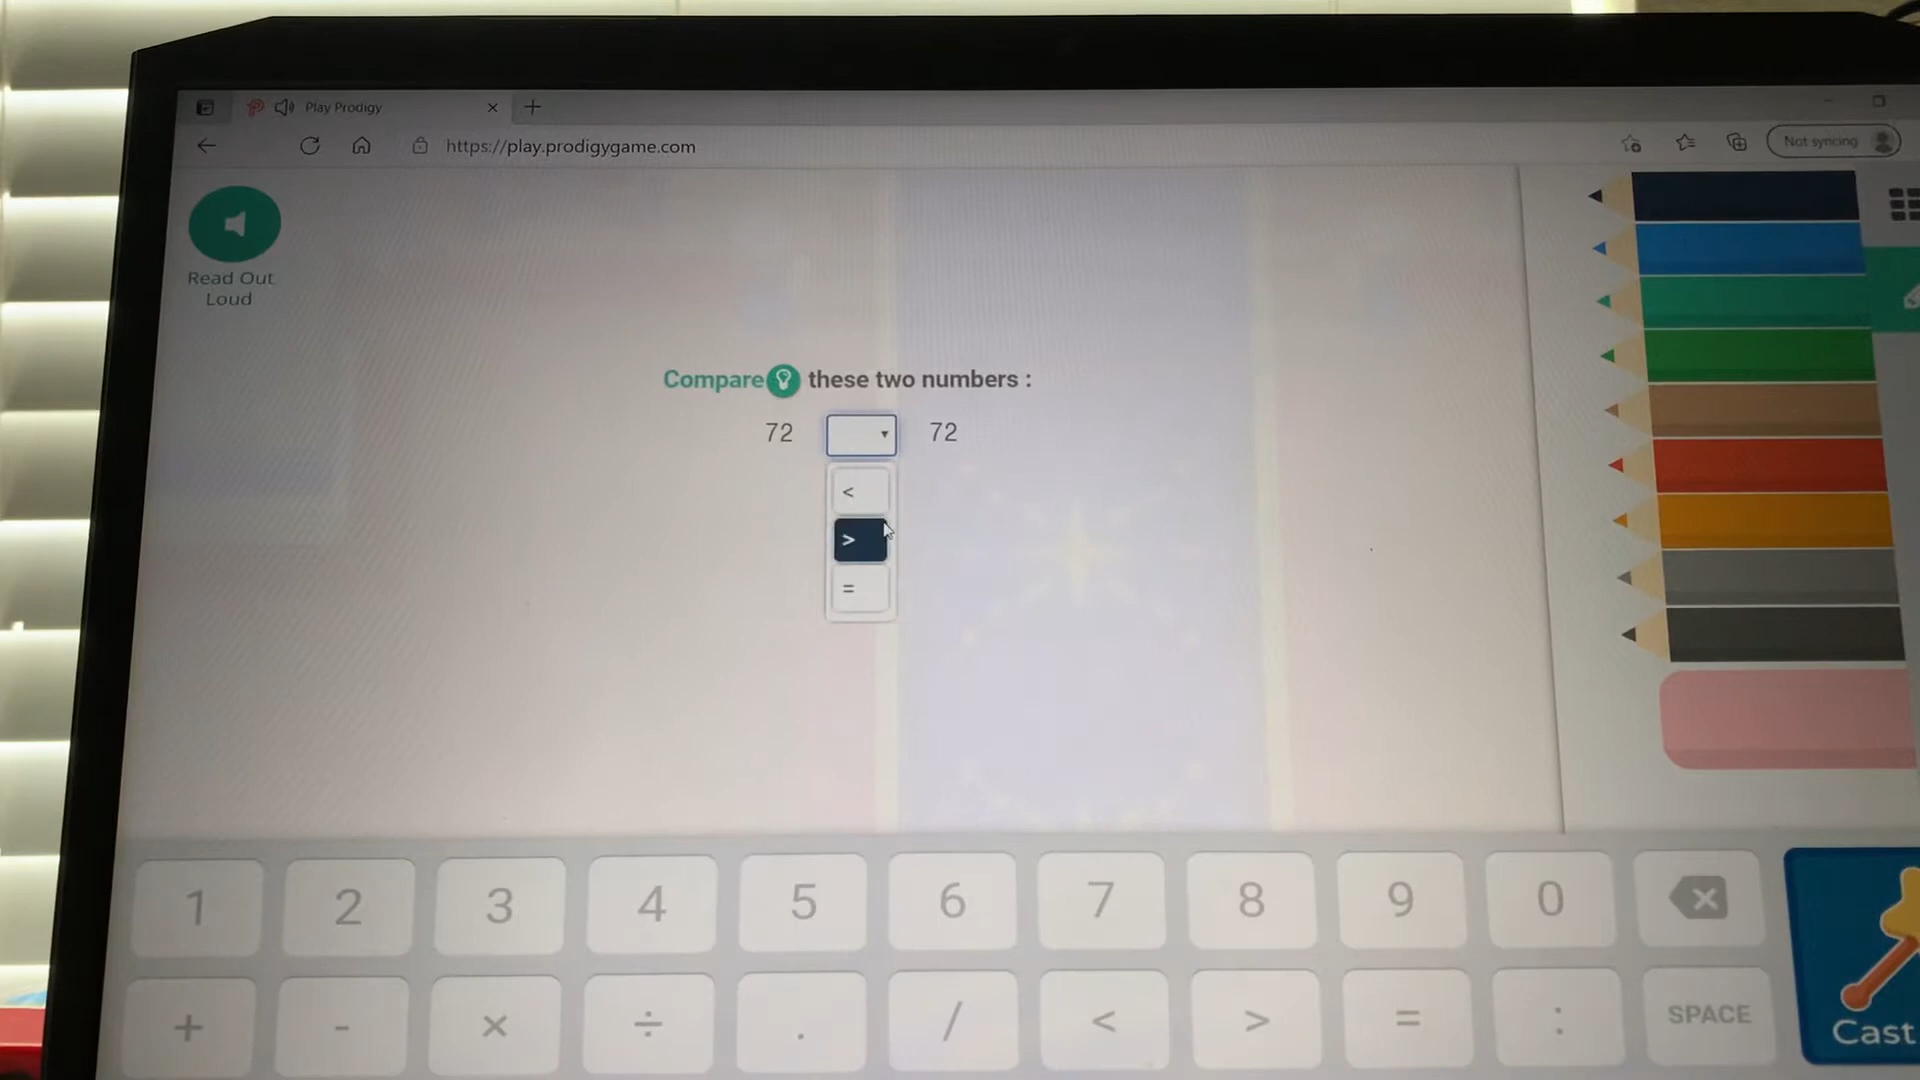 Play Prodigy
https://play.prodigygame.com
Not syncing
Read Out
Loud
Compare these two numbers :
72 72
<
>
=
1 2 3 4 5 6 7 8 9 0
+ - × ÷ . / < > = : SPACE
Cast